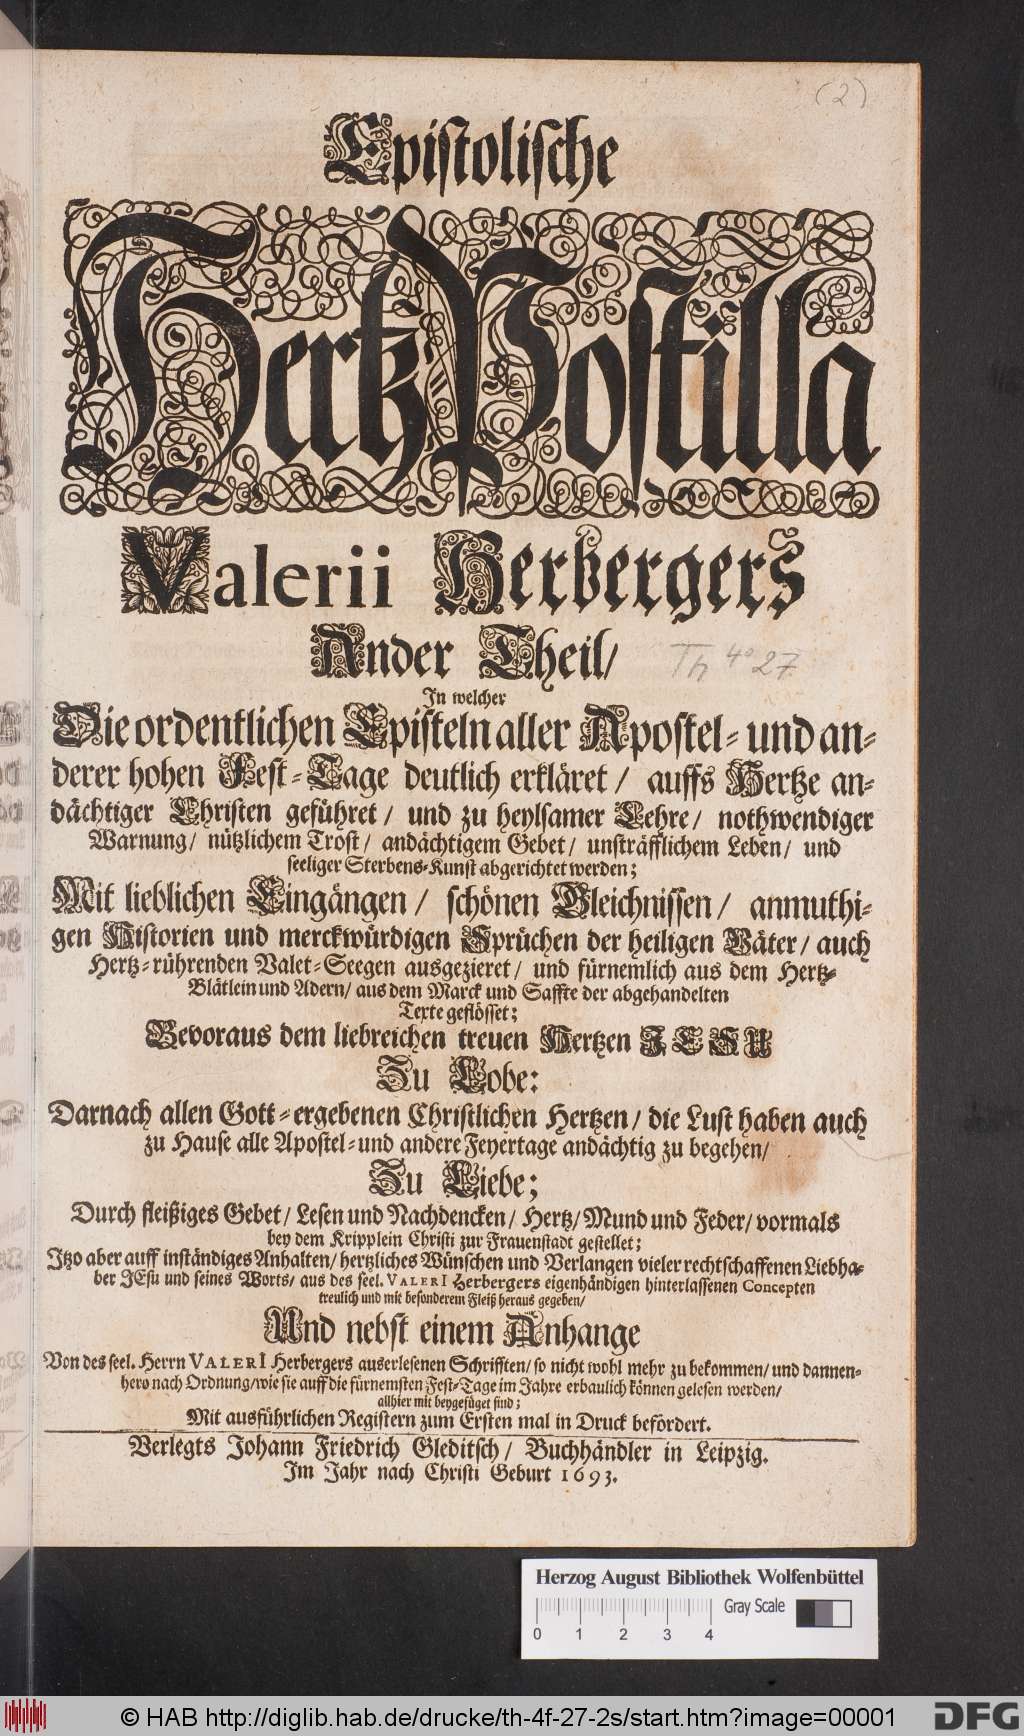 (2)
Epistolische
Hertz Postilla
Valerii Herbergers
Ander Theil/
Th 4° 27.
In welcher
Die ordentlichen Episteln aller Apostel- und an-
derer hohen Fest-Tage deutlich erkläret/ auffs Hertze an-
dächtiger Christen geführet/ und zu heylsamer Lehre/ nothwendiger
Warnung/ nützlichem Trost/ andächtigem Gebet/ unsträfflichem Leben/ und
seeliger Sterbens-Kunst abgerichtet werden;
Mit lieblichen Eingängen/ schönen Gleichnissen/ anmuthi-
gen Historien und merckwürdigen Sprüchen der heiligen Väter/ auch
Hertz-rührenden Valet-Seegen ausgezieret/ und fürnemlich aus dem Hertz-
Blätlein und Adern/ aus dem Marck und Saffte der abgehandelten
Texte geflösset;
Bevoraus dem liebreichen treuen Hertzen JESU
Zu Lobe:
Darnach allen Gott-ergebenen Christlichen Hertzen/ die Lust haben auch
zu Hause alle Apostel- und andere Feyertage andächtig zu begehen/
Zu Liebe;
Durch fleißiges Gebet/ Lesen und Nachdencken/ Hertz/ Mund und Feder/ vormals
bey dem Kripplein Christi zur Frauenstadt gestellet;
Itzo aber auff inständiges Anhalten/ hertzliches Wünschen und Verlangen vieler rechtschaffenen Liebha-
ber JEsu und seines Worts/ aus des seel. VALERI Herbergers eigenhändigen hinterlassenen Concepten
treulich und mit besonderem Fleiß heraus gegeben/
Und nebst einem Anhange
Von des seel. Herrn VALERI Herbergers auserlesenen Schrifften/ so nicht wohl mehr zu bekommen/ und dannen-
hero nach Ordnung/ wie sie auff die fürnemsten Fest-Tage im Jahre erbaulich können gelesen werden/
allhier mit beygefüget sind;
Mit ausführlichen Registern zum Ersten mal in Druck befördert.
Verlegts Johann Friedrich Gleditsch/ Buchhändler in Leipzig.
Im Jahr nach Christi Geburt 1693.
Herzog August Bibliothek Wolfenbüttel
Gray Scale
0 1 2 3 4
© HAB http://diglib.hab.de/drucke/th-4f-27-2s/start.htm?image=00001
DFG